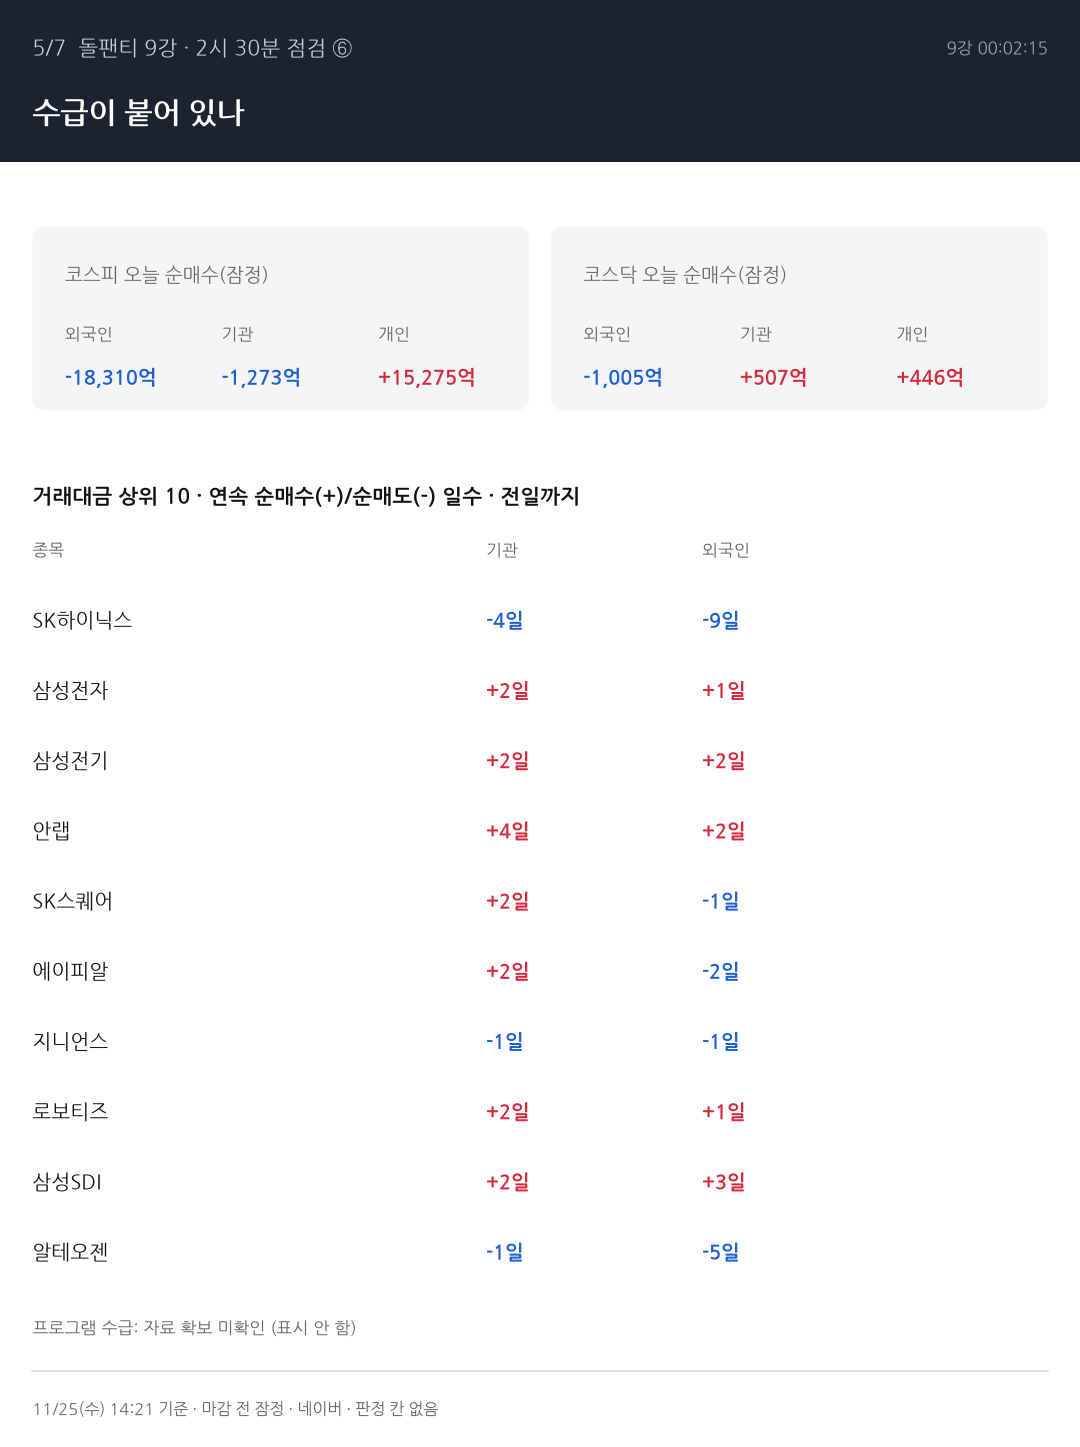 5/7 돌팬티 9강 · 2시 30분 점검 ⑥
9강 00:02:15
수급이 붙어 있나
코스피 오늘 순매수(잠정)
외국인 기관 개인
-18,310억 -1,273억 +15,275억
코스닥 오늘 순매수(잠정)
외국인 기관 개인
-1,005억 +507억 +446억
거래대금 상위 10 · 연속 순매수(+)/순매도(-) 일수 · 전일까지
종목 기관 외국인
SK하이닉스 -4일 -9일
삼성전자 +2일 +1일
삼성전기 +2일 +2일
안랩 +4일 +2일
SK스퀘어 +2일 -1일
에이피알 +2일 -2일
지니언스 -1일 -1일
로보티즈 +2일 +1일
삼성SDI +2일 +3일
알테오젠 -1일 -5일
프로그램 수급: 자료 확보 미확인 (표시 안 함)
11/25(수) 14:21 기준 · 마감 전 잠정 · 네이버 · 판정 칸 없음